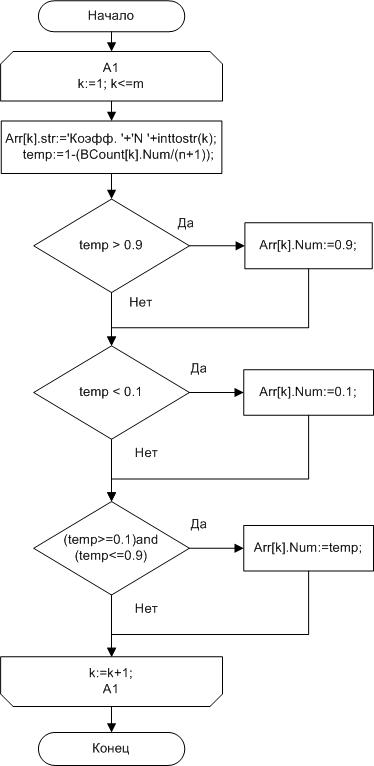 Начало
A1
k:=1; k<=m
Arr[k].str:='Коэфф. '+'N '+inttostr(k);
temp:=1-(BCount[k].Num/(n+1));
Да
temp > 0.9
Arr[k].Num:=0.9;
Нет
Да
temp < 0.1
Arr[k].Num:=0.1;
Нет
Да
(temp>=0.1)and
(temp<=0.9)
Arr[k].Num:=temp;
Нет
k:=k+1;
A1
Конец